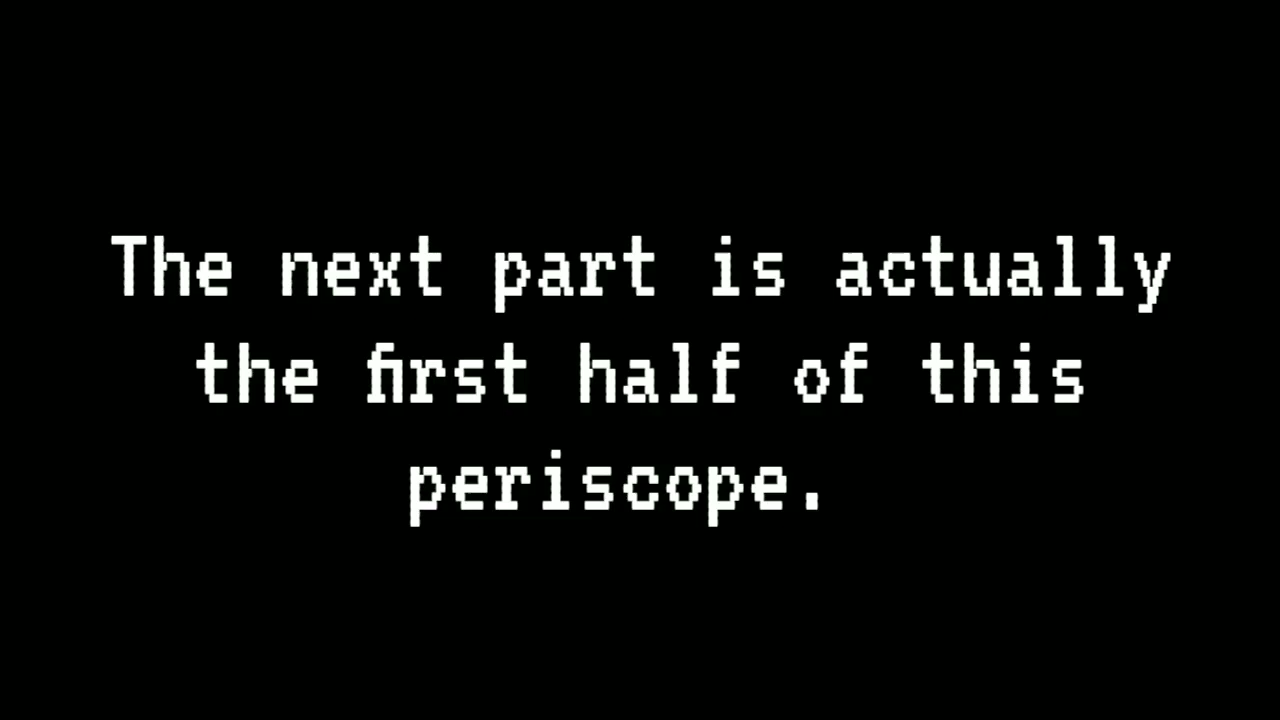 The next part is actually
the first half of this
periscope.